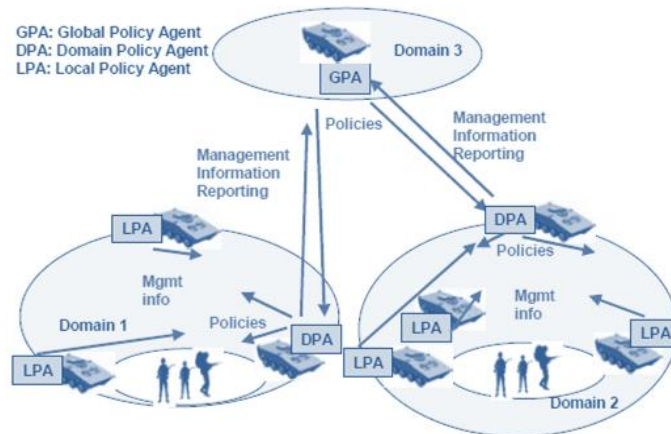 GPA: Global Policy Agent
DPA: Domain Policy Agent
LPA: Local Policy Agent
Domain 3
GPA
Policies
Management
Information
Reporting
Management
Information
Reporting
LPA
DPA
Policies
Mgmt
info
Mgmt
info
Domain 1
Policies
DPA
LPA
LPA
LPA
LPA
Domain 2